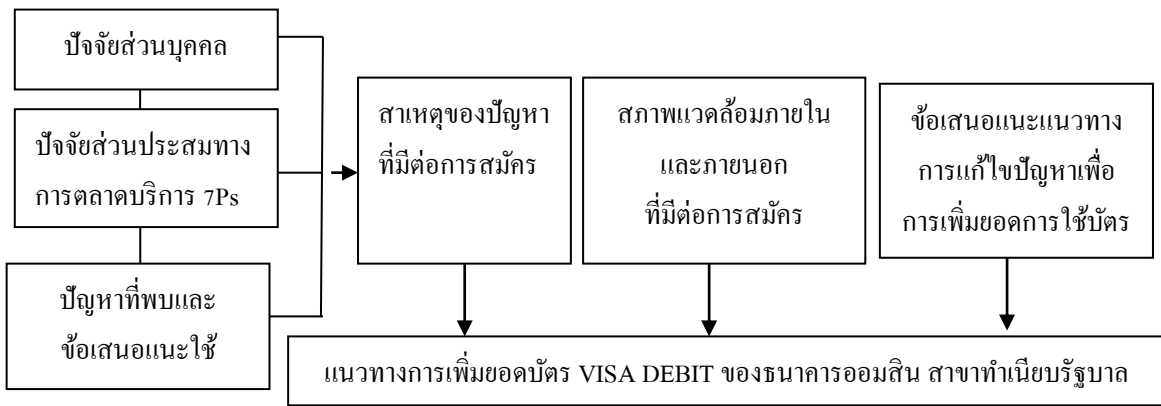 ปัจจัยส่วนบุคคล
ปัจจัยส่วนประสมทาง
การตลาดบริการ 7Ps
ปัญหาที่พบและ
ข้อเสนอแนะใช้
สาเหตุของปัญหา
ที่มีต่อการสมัคร
สภาพแวดล้อมภายใน
และภายนอก
ที่มีต่อการสมัคร
ข้อเสนอแนะแนวทาง
การแก้ไขปัญหาเพื่อ
การเพิ่มยอดการใช้บัตร
แนวทางการเพิ่มยอดบัตร VISA DEBIT ของธนาคารออมสิน สาขาทำเนียบรัฐบาล